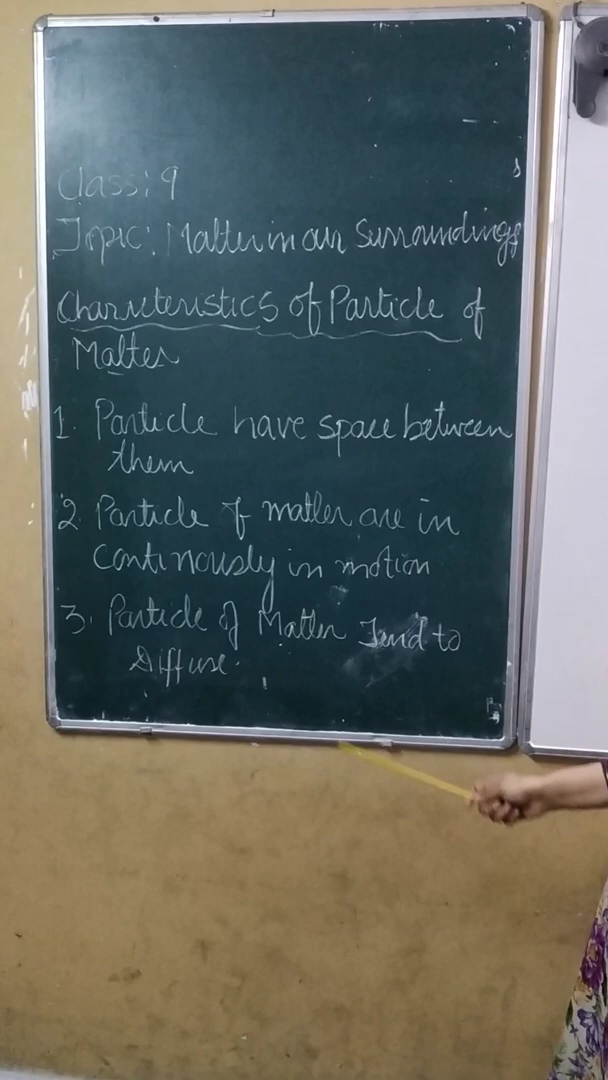 Class: 9
Topic: Matter in our Surroundings
Charcteristics of Particle of
Matter
1. Particle have space between
them
2. Particle of matter are in
continously in motion
3. Particle of Matter Tend to
Diffuse.